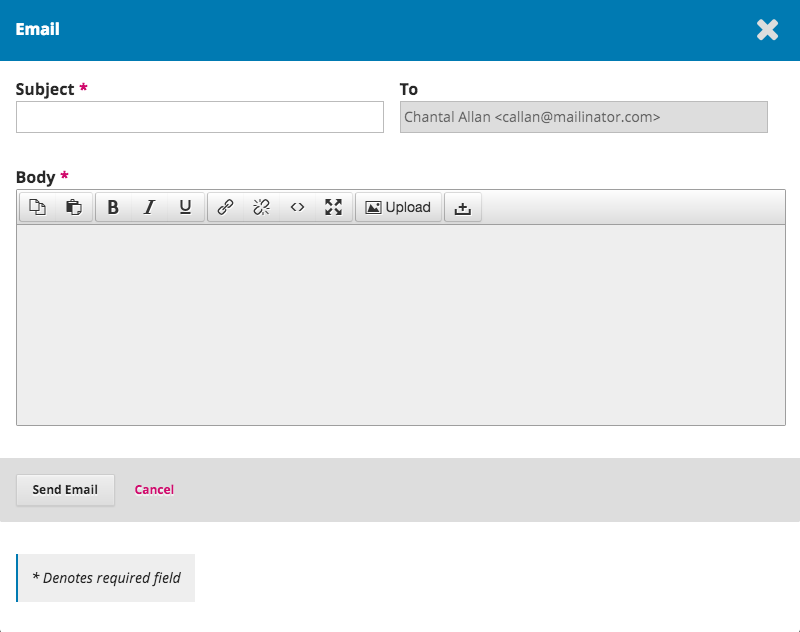 Email
Subject *
To
Chantal Allan <callan@mailinator.com>
Body *
B I U Upload
Send Email Cancel
* Denotes required field